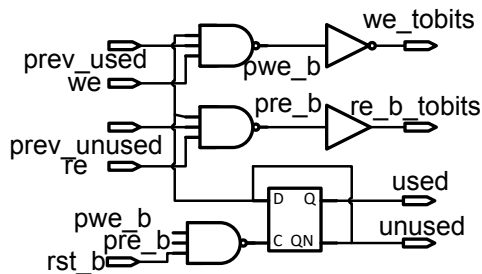 we_tobits
prev_used
we
pwe_b
pre_b
re_b_tobits
prev_unused
re
D Q
used
pwe_b
pre_b
C QN
unused
rst_b